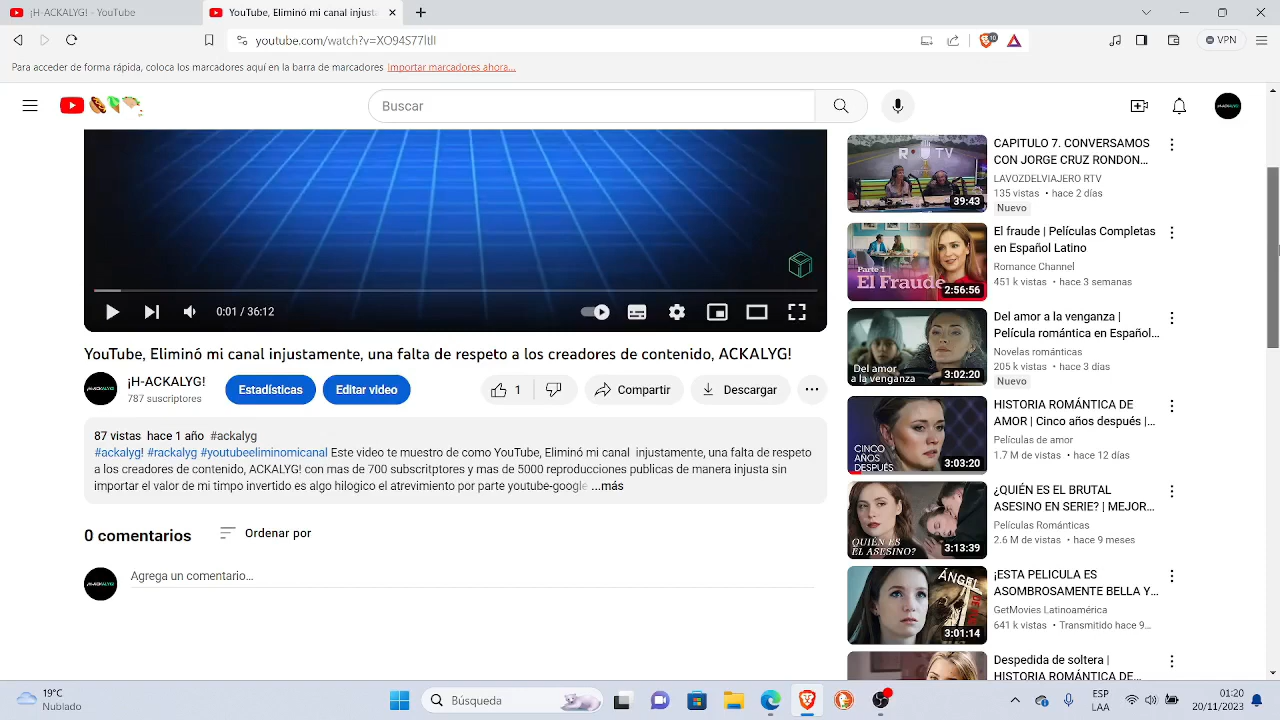 ¡H-ACKALYG! - YouTube
YouTube, Eliminó mi canal injusta
youtube.com/watch?v=XO94S77ltlI
10
VPN
Para acceder de forma rápida, coloca los marcadores aquí en la barra de marcadores Importar marcadores ahora...
Buscar
0:01 / 36:12
YouTube, Eliminó mi canal injustamente, una falta de respeto a los creadores de contenido, ACKALYG!
¡H-ACKALYG!
787 suscriptores
Estadísticas
Editar video
1
Compartir
Descargar
87 vistas hace 1 año #ackalyg
#ackalyg! #rackalyg #youtubeeliminomicanal Este video te muestro de como YouTube, Eliminó mi canal injustamente, una falta de respeto
a los creadores de contenido ACKALYG! con mas de 700 subscriptores y mas de 5000 reproducciones publicas de manera injusta sin
importar el valor de mi timpo invertido es algo hilogico el atrevimiento por parte youtube-google ...más
0 comentarios
Ordenar por
Agrega un comentario...
39:43
CAPITULO 7. CONVERSAMOS
CON JORGE CRUZ RONDON...
LAVOZDELVIAJERO RTV
135 vistas • hace 2 días
Nuevo
Parte 1
El Fraude
2:56:56
El fraude | Películas Completas
en Español Latino
Romance Channel
451 k vistas • hace 3 semanas
Del amor
a la venganza
3:02:20
Del amor a la venganza |
Película romántica en Español...
Novelas románticas
205 k vistas • hace 3 días
Nuevo
CINCO
AÑOS
DESPUÉS
3:03:20
HISTORIA ROMÁNTICA DE
AMOR | Cinco años después |...
Películas de amor
1.7 M de vistas • hace 12 días
QUIÉN ES
EL ASESINO?
3:13:39
¿QUIÉN ES EL BRUTAL
ASESINO EN SERIE? | MEJOR...
Películas Románticas
2.6 M de vistas • hace 9 meses
ÁNGEL
3:01:14
¡ESTA PELICULA ES
ASOMBROSAMENTE BELLA Y...
GetMovies Latinoamérica
641 k vistas • Transmitido hace 9...
Despedida de soltera |
HISTORIA ROMÁNTICA DE...
19°C
Nublado
Búsqueda
ESP
LAA
01:20
20/11/2023